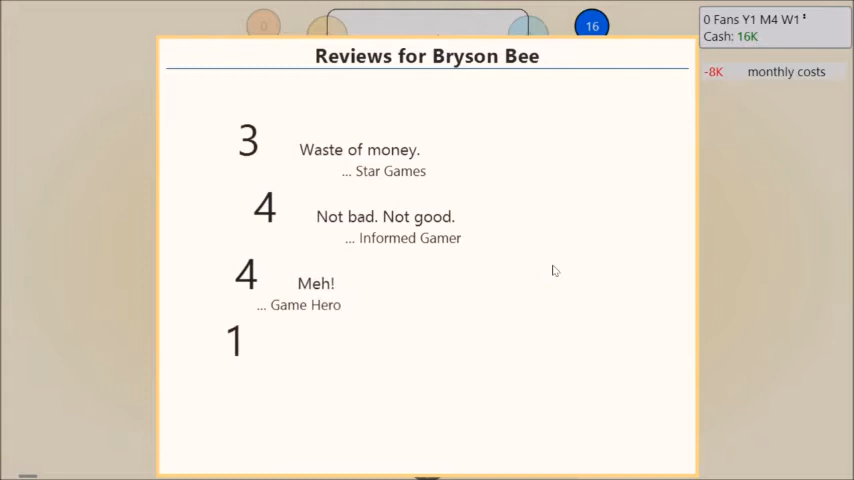 0
16
0 Fans Y1 M4 W1
Cash: 16K
-8K monthly costs
Reviews for Bryson Bee
3 Waste of money.
... Star Games
4 Not bad. Not good.
... Informed Gamer
4 Meh!
... Game Hero
1